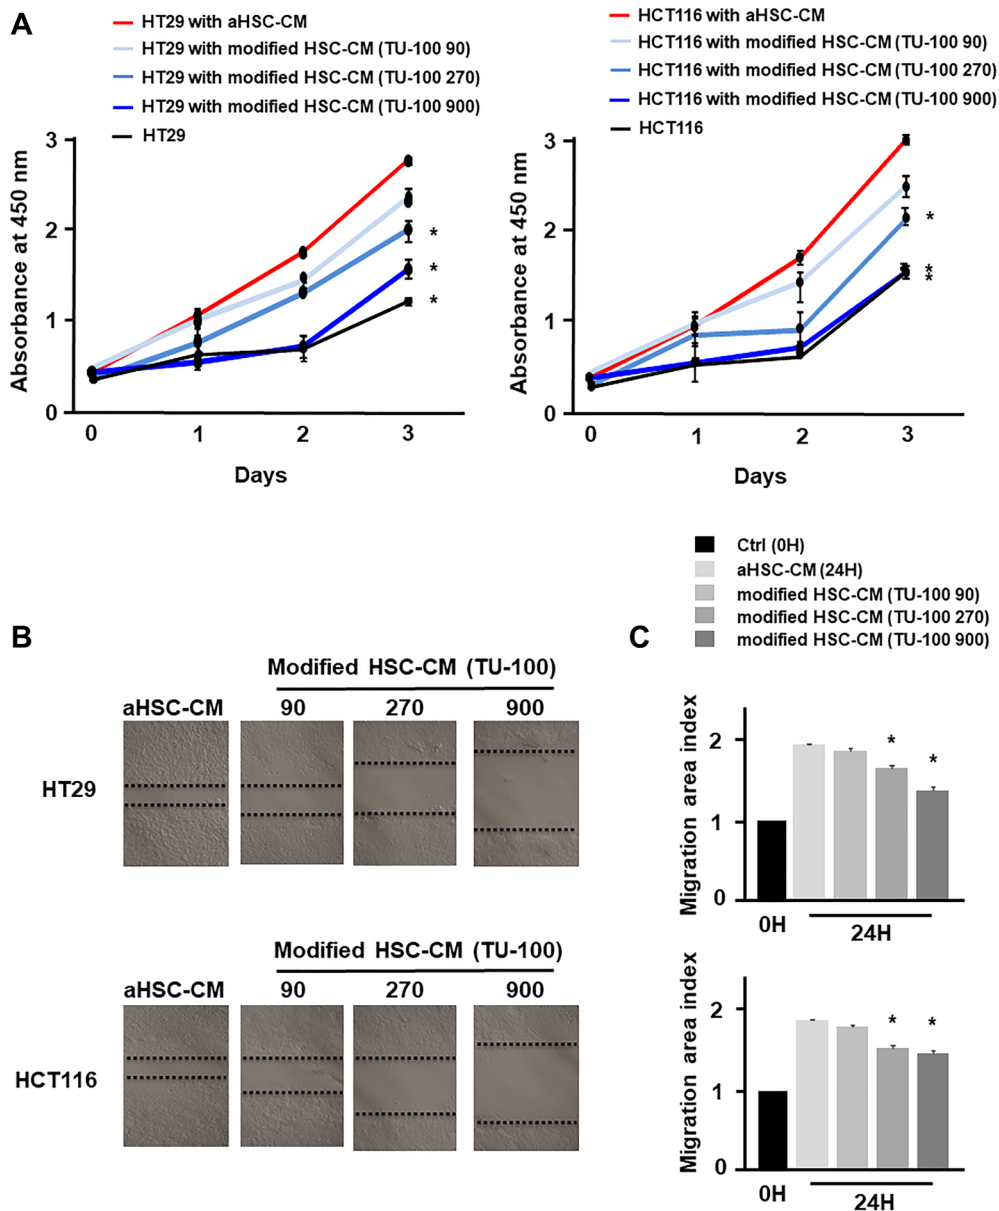 A
HT29 with aHSC-CM
HT29 with modified HSC-CM (TU-100 90)
HT29 with modified HSC-CM (TU-100 270)
HT29 with modified HSC-CM (TU-100 900)
HT29
Absorbance at 450 nm
3
2
1
0
* 
*
*
0 1 2 3
Days
HCT116 with aHSC-CM
HCT116 with modified HSC-CM (TU-100 90)
HCT116 with modified HSC-CM (TU-100 270)
HCT116 with modified HSC-CM (TU-100 900)
HCT116
Absorbance at 450 nm
3
2
1
0
*
*
*
0 1 2 3
Days
B
Modified HSC-CM (TU-100)
aHSC-CM 90 270 900
HT29
Modified HSC-CM (TU-100)
aHSC-CM 90 270 900
HCT116
C
Ctrl (0H)
aHSC-CM (24H)
modified HSC-CM (TU-100 90)
modified HSC-CM (TU-100 270)
modified HSC-CM (TU-100 900)
Migration area index
2
1
0
* *
0H 24H
Migration area index
2
1
0
* *
0H 24H